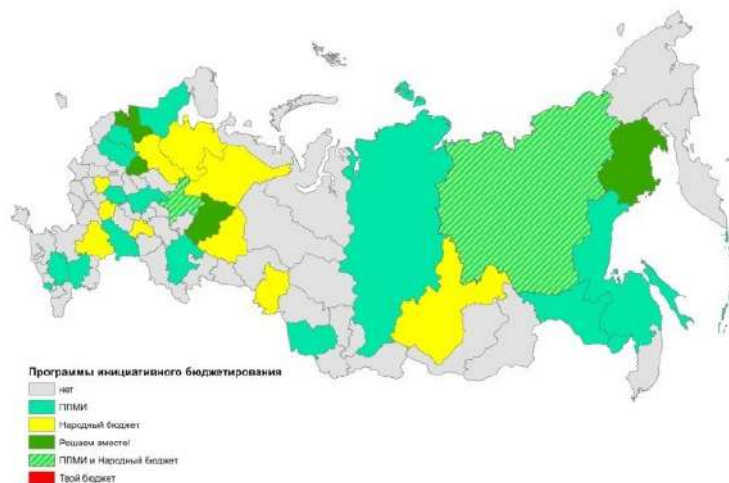 Программы инициативного бюджетирования
нет
ППМИ
Народный бюджет
Решаем вместе!
ППМИ и Народный бюджет
Твой бюджет